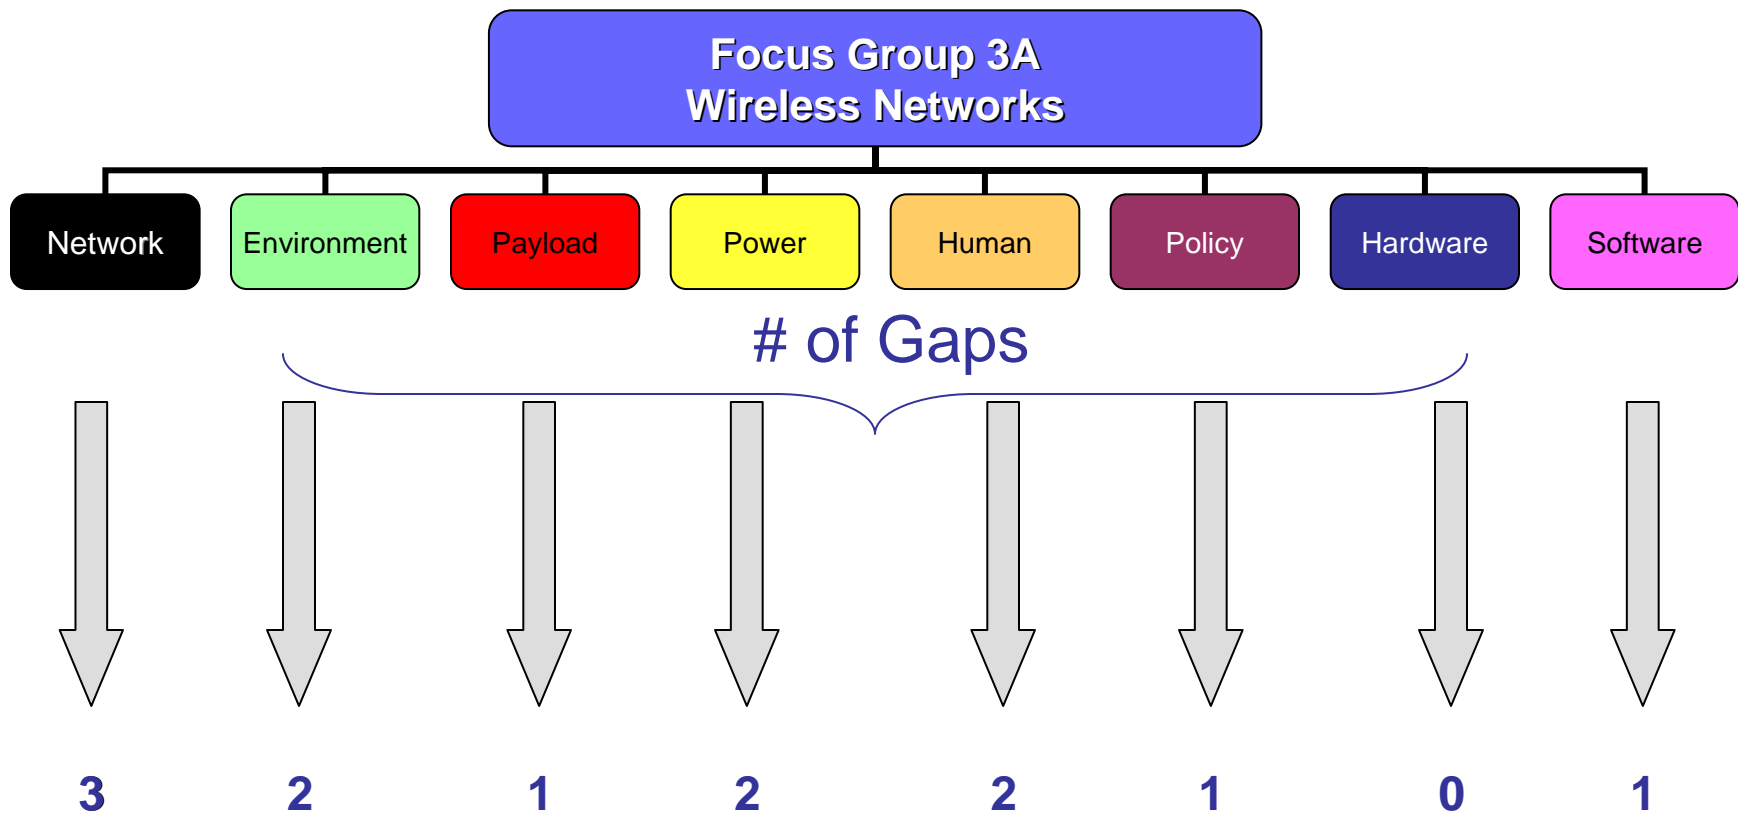 Focus Group 3A
Wireless Networks
Network Environment Payload Power Human Policy Hardware Software
# of Gaps
3 2 1 2 2 1 0 1